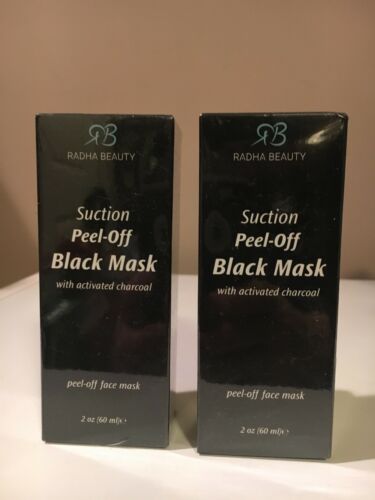 RB
RADHA BEAUTY
Suction
Peel-Off
Black Mask
with activated charcoal
peel-off face mask
2 oz (60 ml) e
RB
RADHA BEAUTY
Suction
Peel-Off
Black Mask
with activated charcoal
peel-off face mask
2 oz (60 ml) e